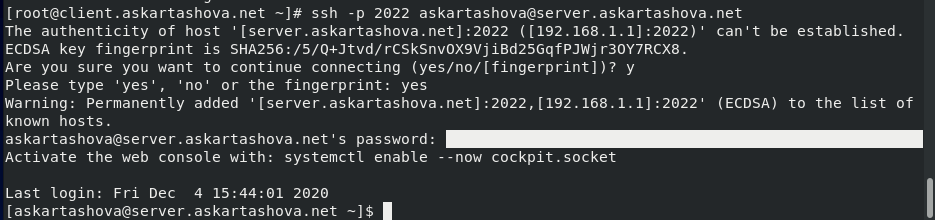 [root@client.askartashova.net ~]# ssh -p 2022 askartashova@server.askartashova.net
The authenticity of host '[server.askartashova.net]:2022 ([192.168.1.1]:2022)' can't be established.
ECDSA key fingerprint is SHA256:/5/Q+Jtvd/rCSkSnvOX9VjiBd25GqfPJWjr3OY7RCX8.
Are you sure you want to continue connecting (yes/no/[fingerprint])? y
Please type 'yes', 'no' or the fingerprint: yes
Warning: Permanently added '[server.askartashova.net]:2022,[192.168.1.1]:2022' (ECDSA) to the list of
known hosts.
askartashova@server.askartashova.net's password:
Activate the web console with: systemctl enable --now cockpit.socket
Last login: Fri Dec  4 15:44:01 2020
[askartashova@server.askartashova.net ~]$